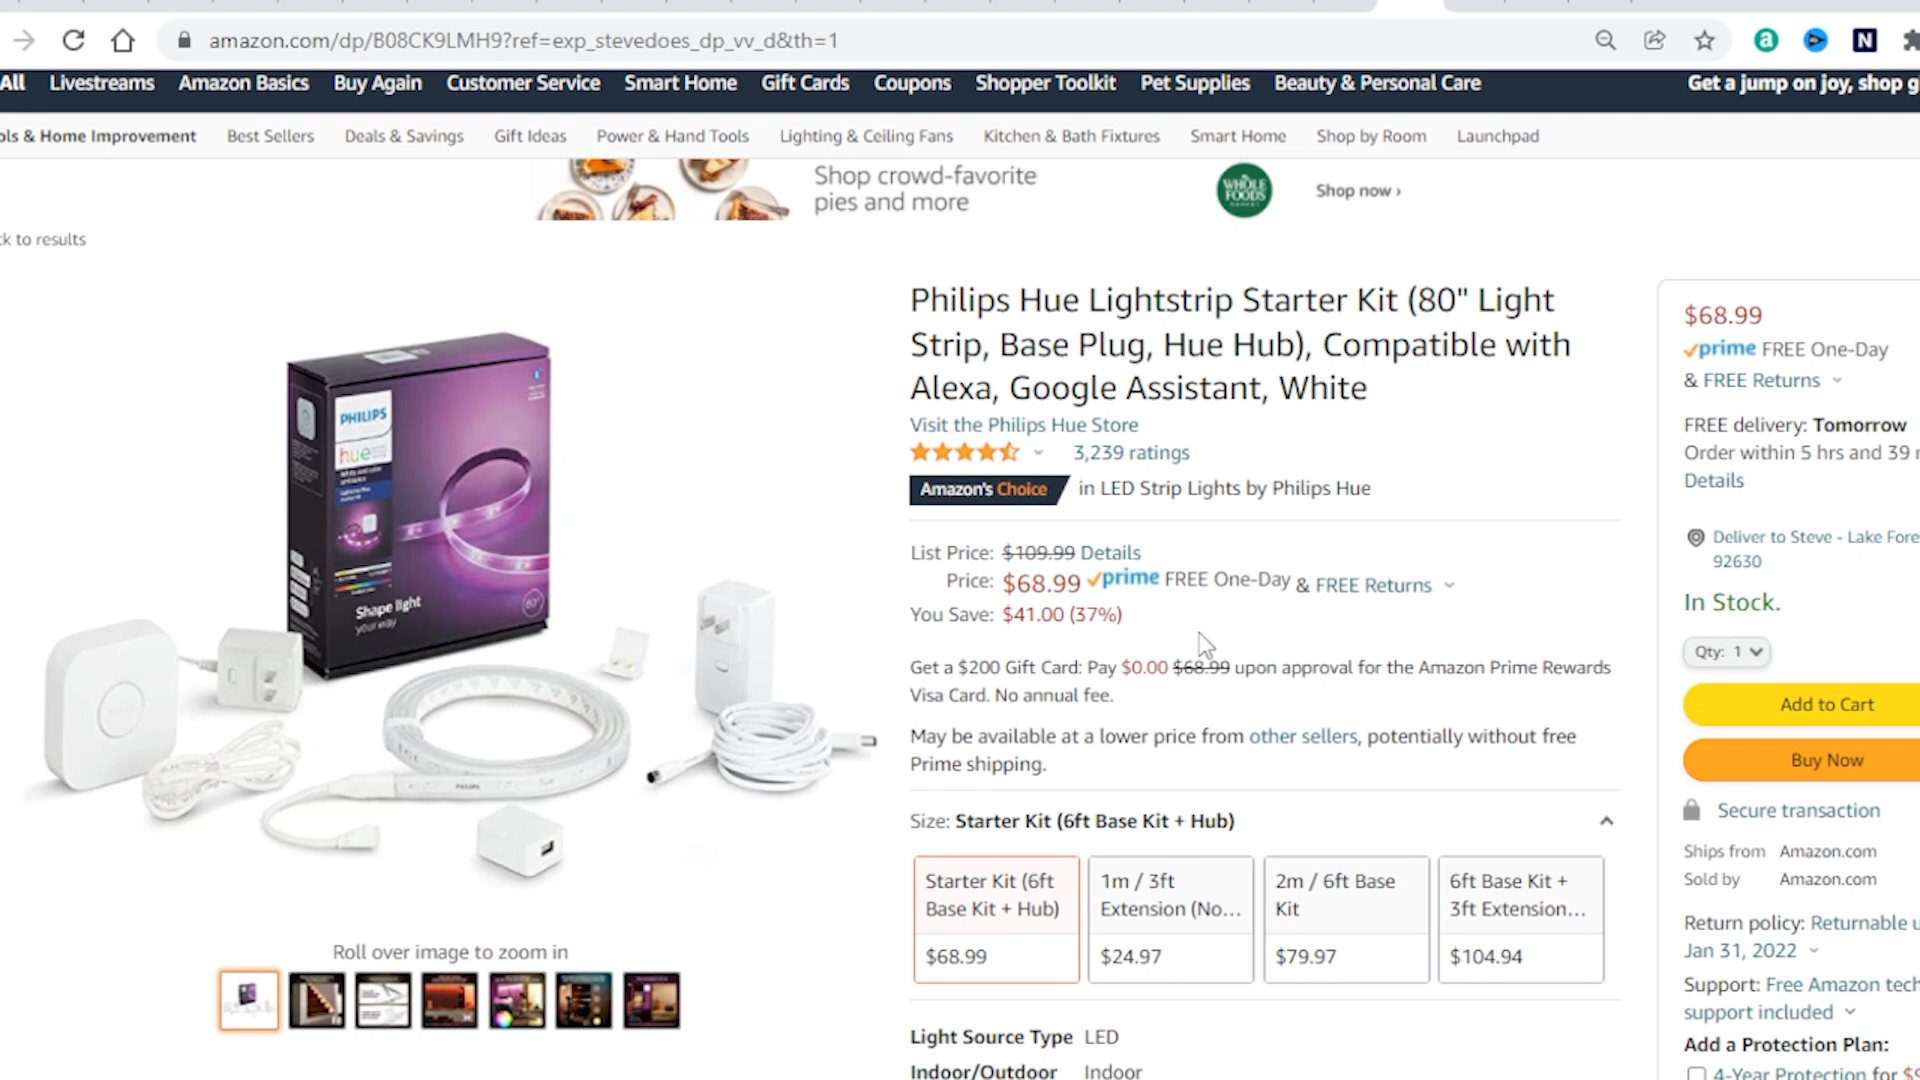 amazon.com/dp/B08CK9LMH9?ref=exp_stevedoes_dp_vv_d&th=1
All Livestreams Amazon Basics Buy Again Customer Service Smart Home Gift Cards Coupons Shopper Toolkit Pet Supplies Beauty & Personal Care Get a jump on joy, shop
& Home Improvement Best Sellers Deals & Savings Gift Ideas Power & Hand Tools Lighting & Ceiling Fans Kitchen & Bath Fixtures Smart Home Shop by Room Launchpad
Shop crowd-favorite
pies and more
WHOLE
FOODS
MARKET
Shop now ›
to results
PHILIPS
hue
Shape light
your way
80"
Philips Hue Lightstrip Starter Kit (80" Light
Strip, Base Plug, Hue Hub), Compatible with
Alexa, Google Assistant, White
Visit the Philips Hue Store
3,239 ratings
Amazon's Choice in LED Strip Lights by Philips Hue
List Price: $109.99 Details
Price: $68.99 prime FREE One-Day & FREE Returns
You Save: $41.00 (37%)
Get a $200 Gift Card: Pay $0.00 $68.99 upon approval for the Amazon Prime Rewards
Visa Card. No annual fee.
May be available at a lower price from other sellers, potentially without free
Prime shipping.
Size: Starter Kit (6ft Base Kit + Hub)
Starter Kit (6ft
Base Kit + Hub)
$68.99
1m / 3ft
Extension (No...
$24.97
2m / 6ft Base
Kit
$79.97
6ft Base Kit +
3ft Extension...
$104.94
Light Source Type LED
Indoor/Outdoor Indoor
Roll over image to zoom in
$68.99
prime FREE One-Day
& FREE Returns
FREE delivery: Tomorrow
Order within 5 hrs and 39
Details
Deliver to Steve - Lake
92630
In Stock.
Qty: 1
Add to Cart
Buy Now
Secure transaction
Ships from Amazon.com
Sold by Amazon.com
Return policy: Returnable
Jan 31, 2022
Support: Free Amazon
support included
Add a Protection Plan:
4-Year Protection for